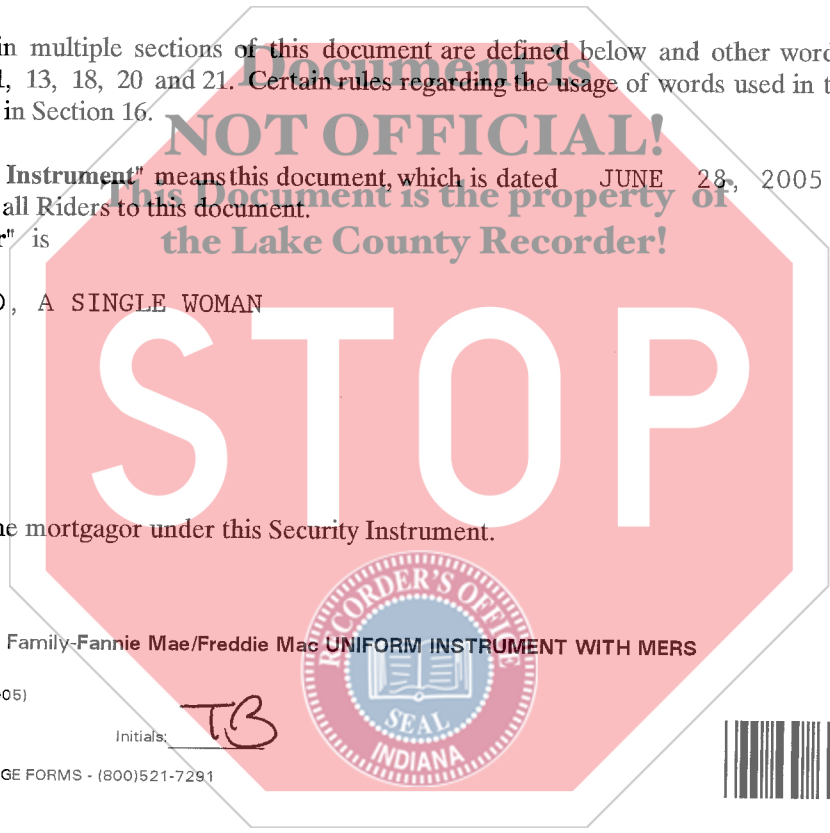 in multiple sections of this document are defined below and other word
Document is
1, 13, 18, 20 and 21. Certain rules regarding the usage of words used in t
in Section 16.
NOT OFFICIAL!
Instrument" means this document, which is dated JUNE 28, 2005
This Document is the property of
all Riders to this document.
r" is
the Lake County Recorder!
, A SINGLE WOMAN
STOP
he mortgagor under this Security Instrument.
RECORDER'S OFFICE
Family-Fannie Mae/Freddie Mac UNIFORM INSTRUMENT WITH MERS
05)
SEAL
Initials: TB
INDIANA
GE FORMS - (800)521-7291